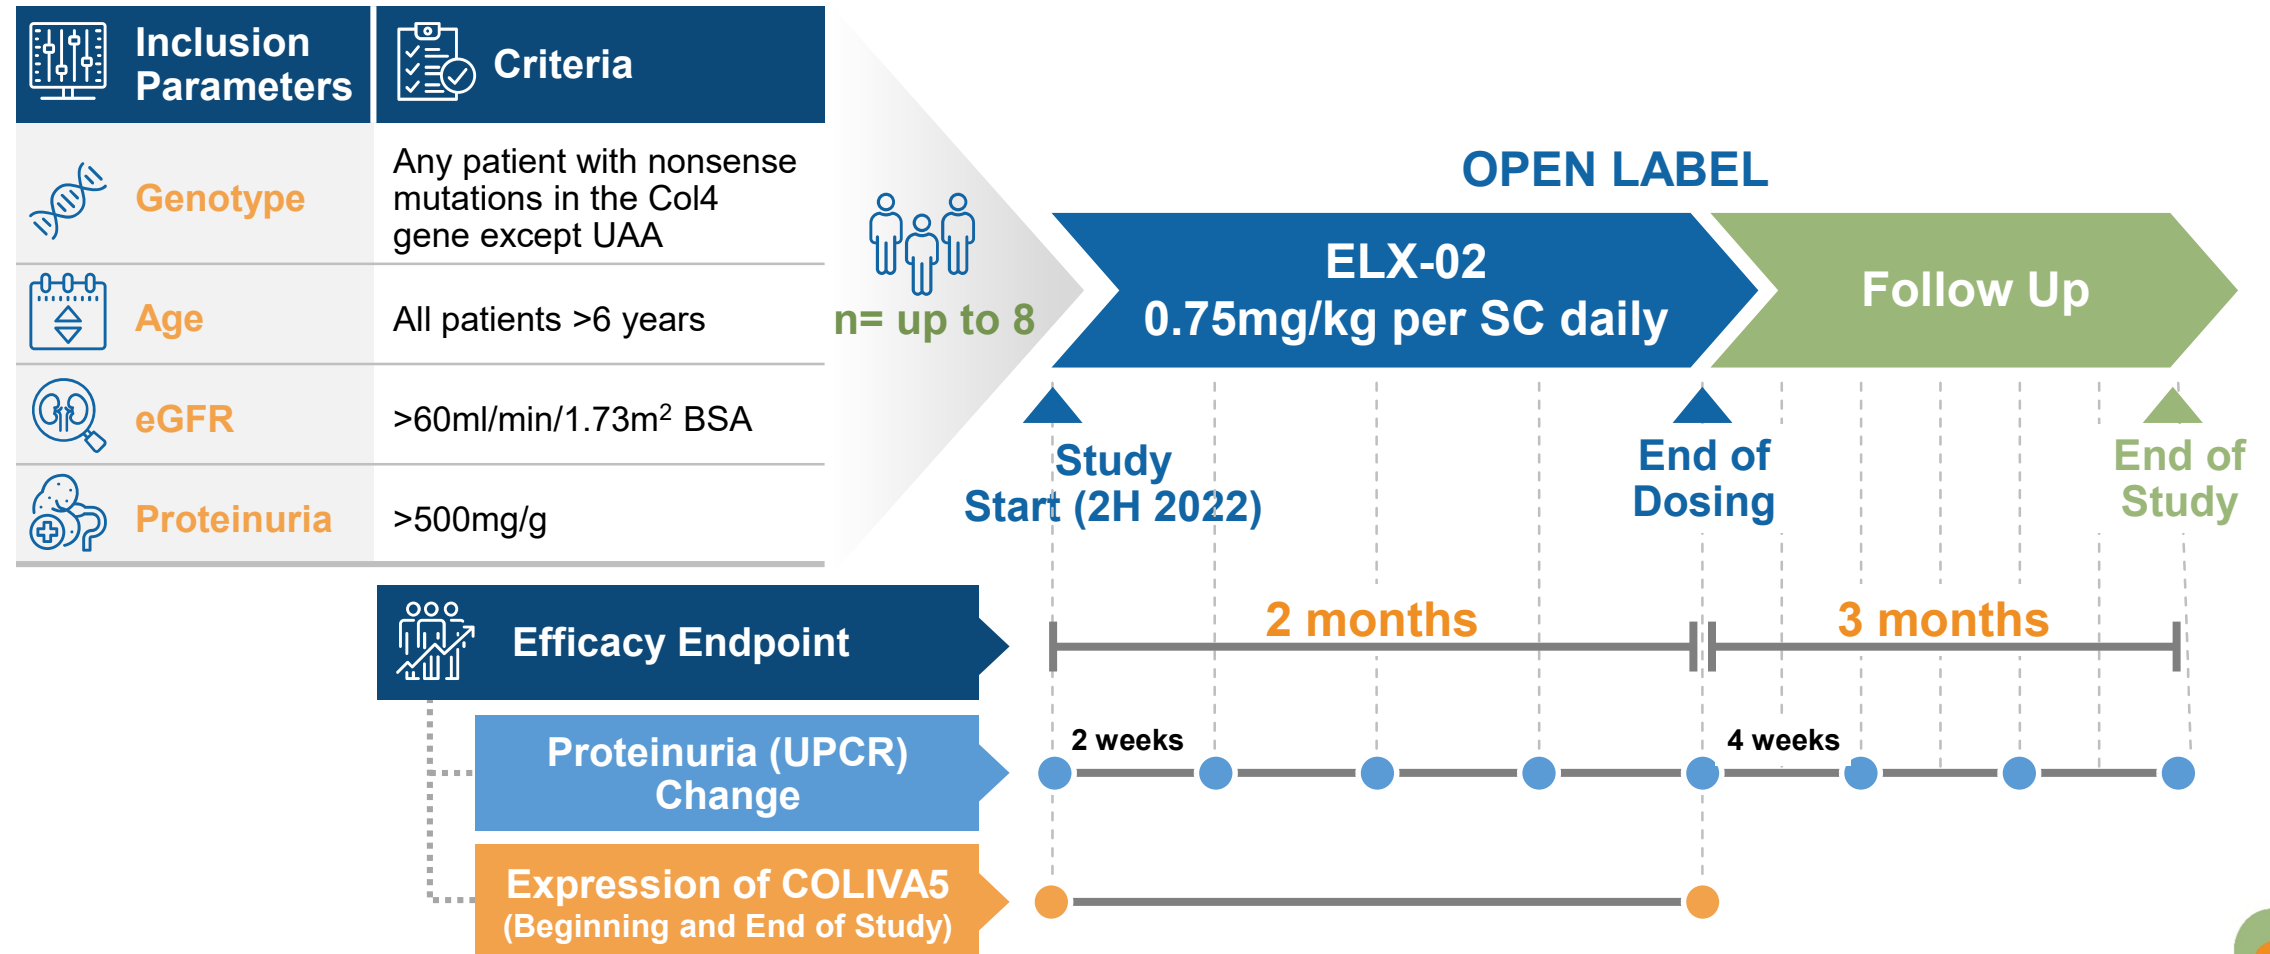 Inclusion
Parameters
Criteria
Genotype
Any patient with nonsense
mutations in the Col4
gene except UAA
Age
All patients >6 years
eGFR
>60ml/min/1.73m² BSA
Proteinuria
>500mg/g
n= up to 8
OPEN LABEL
ELX-02
0.75mg/kg per SC daily
Follow Up
Study
Start (2H 2022)
End of
Dosing
End of
Study
Efficacy Endpoint
2 months
3 months
Proteinuria (UPCR)
Change
2 weeks
4 weeks
Expression of COLIVA5
(Beginning and End of Study)